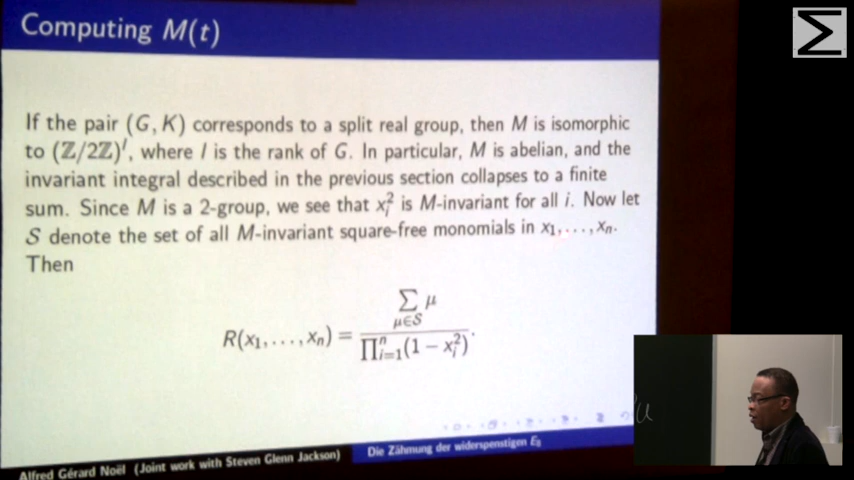 Computing M(t)
If the pair (G, K) corresponds to a split real group, then M is isomorphic
to (ℤ/2ℤ)^l, where l is the rank of G. In particular, M is abelian, and the
invariant integral described in the previous section collapses to a finite
sum. Since M is a 2-group, we see that x_i^2 is M-invariant for all i. Now let
𝒮 denote the set of all M-invariant square-free monomials in x_1, . . . , x_n.
Then
R(x_1, . . . , x_n) = ∑_{μ∈𝒮} μ / ∏_{i=1}^n (1 − x_i^2) .
Alfred Gérard Noël (Joint work with Steven Glenn Jackson)
Die Zähmung der widerspenstigen E_8
Σ